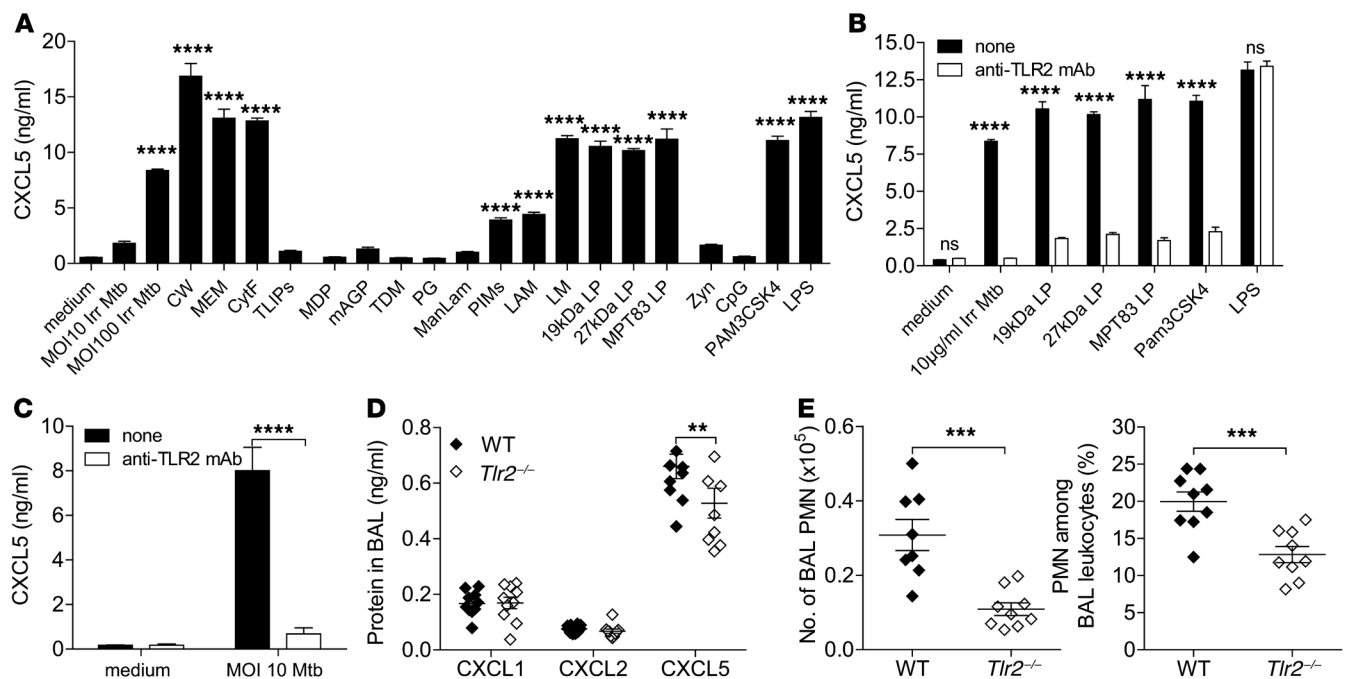 A
CXCL5 (ng/ml)
20
15
10
5
0
****
****
****
****
****
****
****
****
****
****
****
****
medium
MOI10 Irr Mtb
MOI100 Irr Mtb
CW
MEM
CytF
TLIPs
MDP
mAGP
TDM
PG
ManLam
PIMs
LAM
LM
19kDa LP
27kDa LP
MPT83 LP
Zyn
CpG
PAM3CSK4
LPS
B
CXCL5 (ng/ml)
15.0
12.5
10.0
7.5
5.0
2.5
0.0
none
anti-TLR2 mAb
ns
****
****
****
****
****
ns
medium
10µg/ml Irr Mtb
19kDa LP
27kDa LP
MPT83 LP
Pam3CSK4
LPS
C
CXCL5 (ng/ml)
10
8
6
4
2
0
none
anti-TLR2 mAb
****
medium
MOI 10 Mtb
D
Protein in BAL (ng/ml)
0.8
0.6
0.4
0.2
0.0
WT
Tlr2–/–
**
CXCL1
CXCL2
CXCL5
E
No. of BAL PMN (x10⁵)
0.6
0.4
0.2
0.0
***
WT
Tlr2–/–
PMN among
BAL leukocytes (%)
30
25
20
15
10
5
0
***
WT
Tlr2–/–